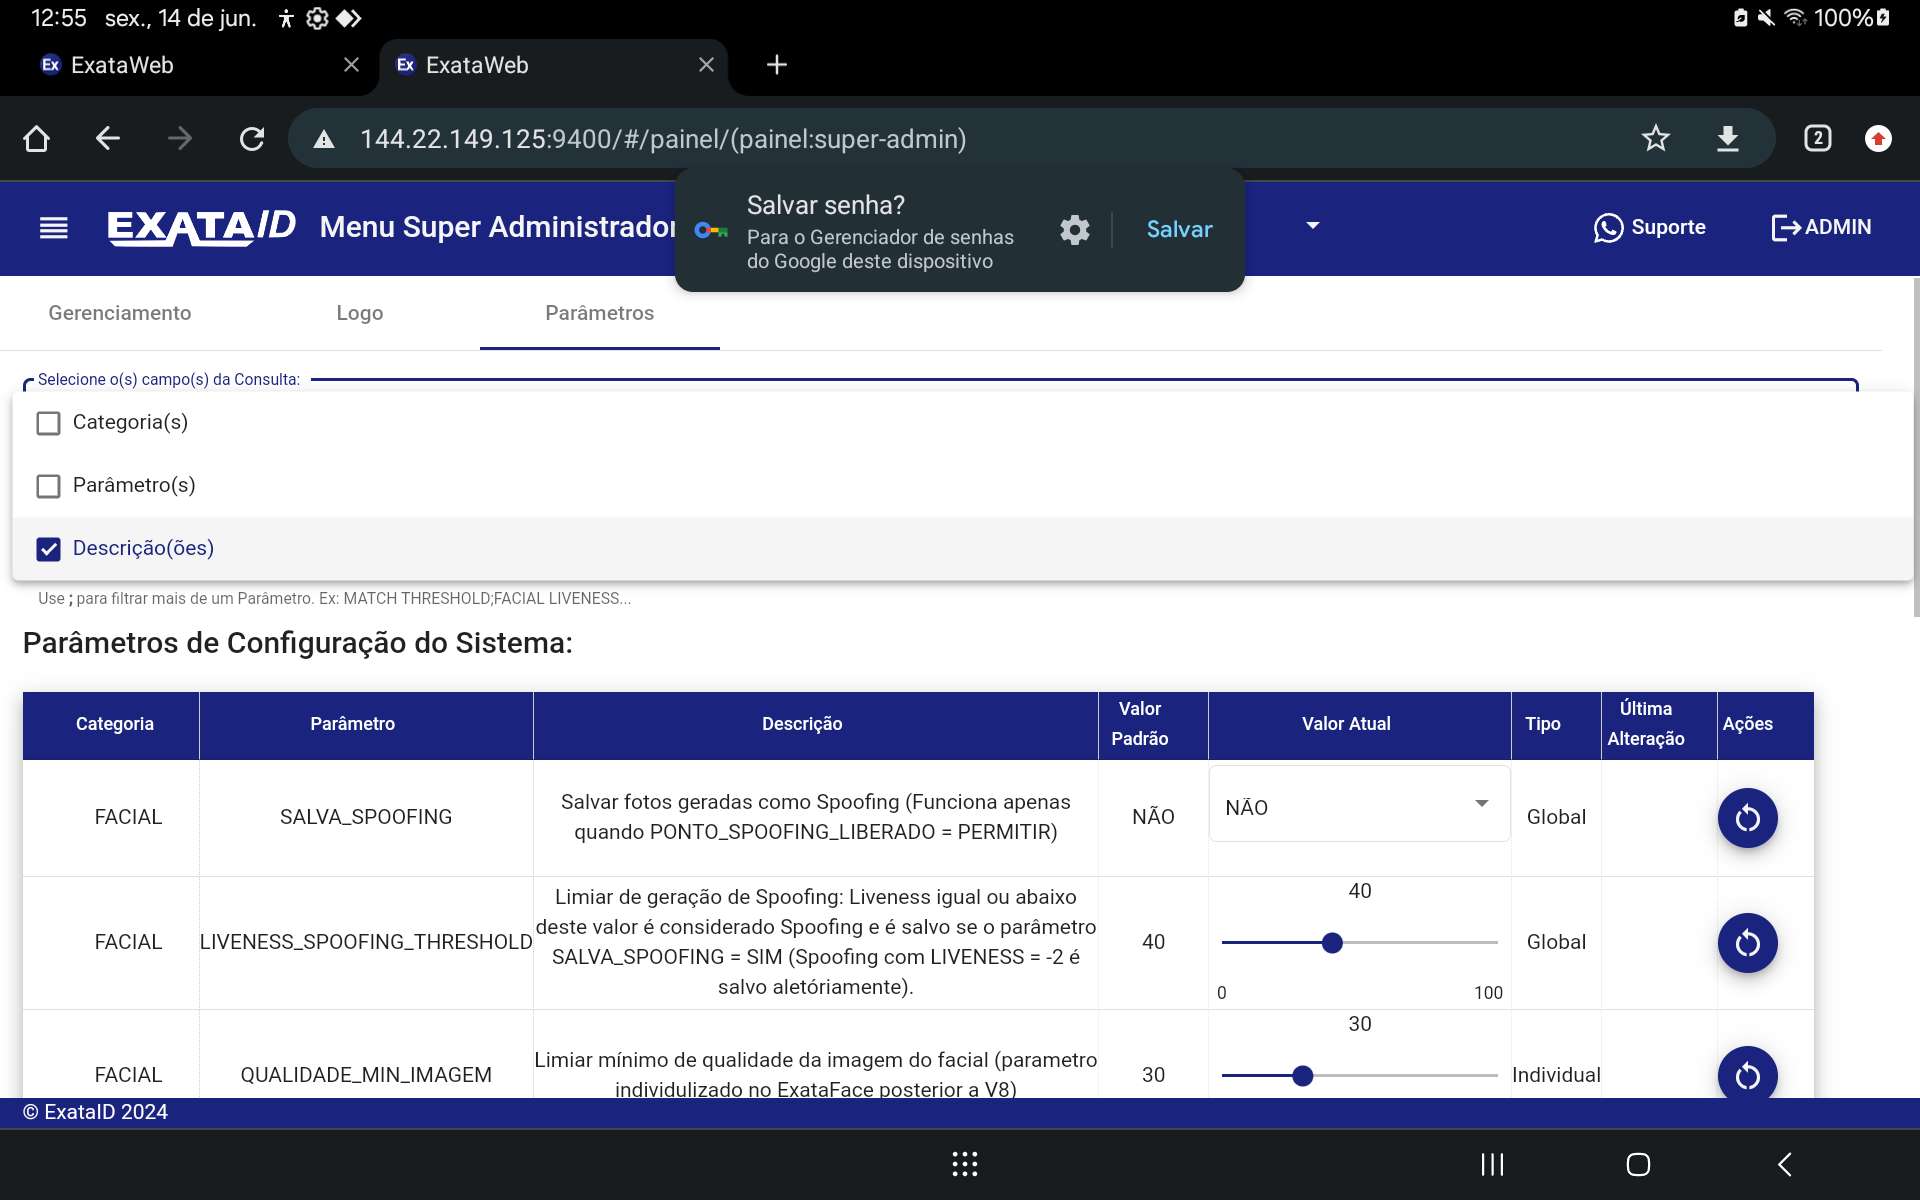 12:55 sex., 14 de jun.
100%
Ex ExataWeb
Ex ExataWeb
144.22.149.125:9400/#/painel/(painel:super-admin)
2
EXATAID Menu Super Administrador
Salvar senha?
Para o Gerenciador de senhas
do Google deste dispositivo
Salvar
Suporte
ADMIN
Gerenciamento Logo Parâmetros
Selecione o(s) campo(s) da Consulta:
Categoria(s)
Parâmetro(s)
Descrição(ões)
Use ; para filtrar mais de um Parâmetro. Ex: MATCH THRESHOLD;FACIAL LIVENESS...
Parâmetros de Configuração do Sistema:
Categoria Parâmetro Descrição Valor Padrão Valor Atual Tipo Última Alteração Ações
FACIAL SALVA_SPOOFING
Salvar fotos geradas como Spoofing (Funciona apenas
quando PONTO_SPOOFING_LIBERADO = PERMITIR)
NÃO NÃO Global
FACIAL LIVENESS_SPOOFING_THRESHOLD
Limiar de geração de Spoofing: Liveness igual ou abaixo
deste valor é considerado Spoofing e é salvo se o parâmetro
SALVA_SPOOFING = SIM (Spoofing com LIVENESS = -2 é
salvo aletóriamente).
40
40
0 100
Global
FACIAL QUALIDADE_MIN_IMAGEM
Limiar mínimo de qualidade da imagem do facial (parametro
individulizado no ExataFace posterior a V8)
30
30
Individual
© ExataID 2024